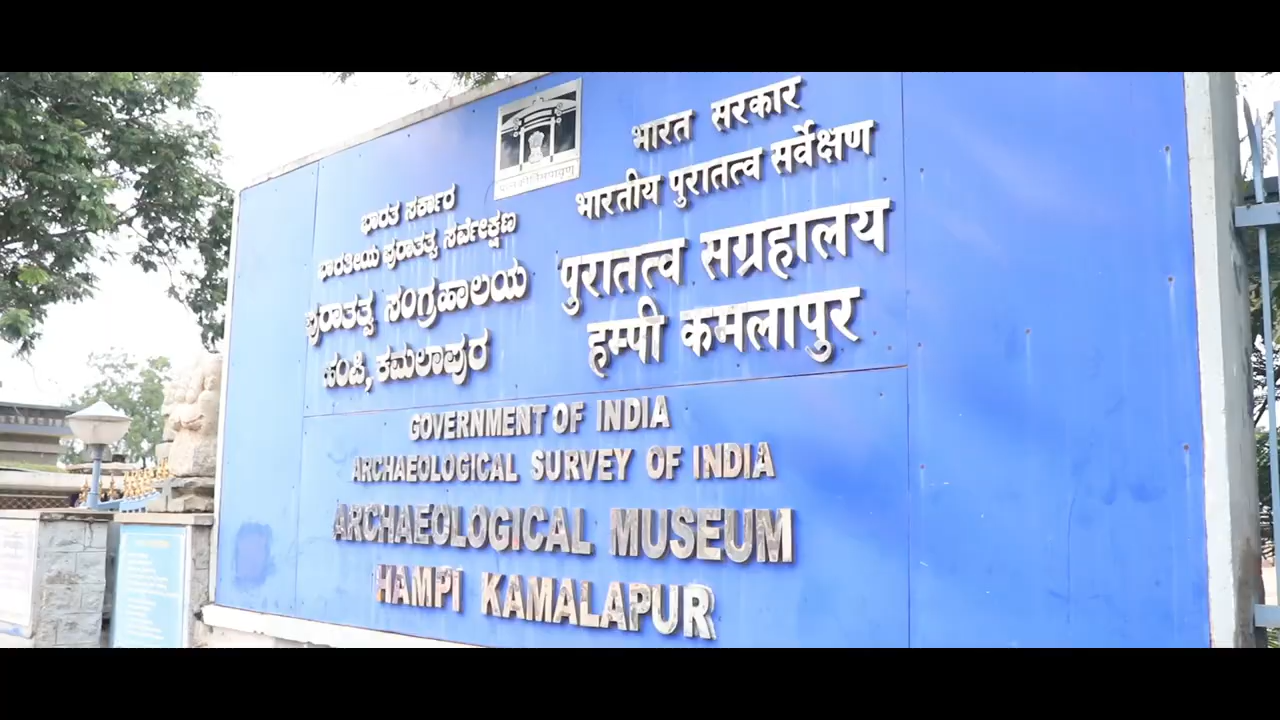 ಭಾರತ ಸರ್ಕಾರ
ಭಾರತೀಯ ಪುರಾತತ್ವ ಸರ್ವೇಕ್ಷಣ
ಪುರಾತತ್ವ ಸಂಗ್ರಹಾಲಯ
ಹಂಪಿ, ಕಮಲಾಪುರ
भारत सरकार
भारतीय पुरातत्व सर्वेक्षण
पुरातत्व सग्रहालय
हम्पी कमलापुर
GOVERNMENT OF INDIA
ARCHAEOLOGICAL SURVEY OF INDIA
ARCHAEOLOGICAL MUSEUM
HAMPI KAMALAPUR